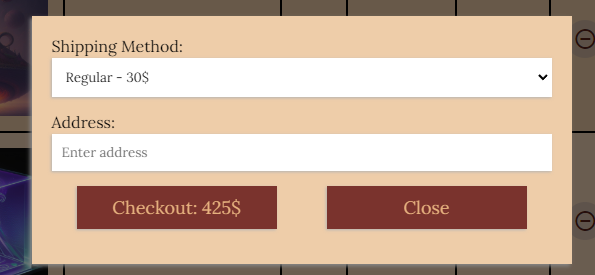 Shipping Method:
Regular - 30$
Address:
Enter address
Checkout: 425$
Close